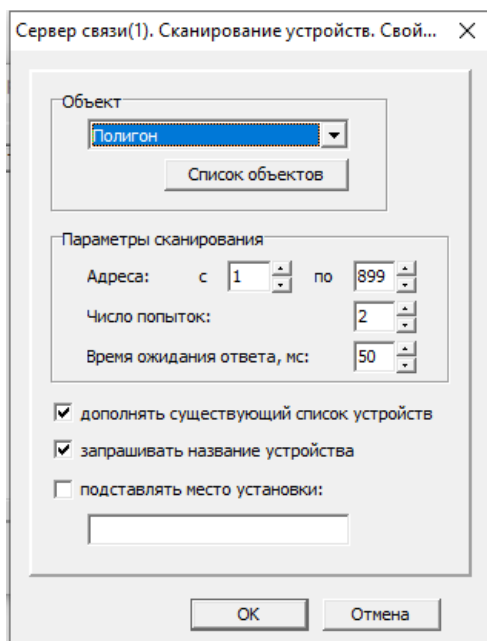 Сервер связи(1). Сканирование устройств. Свой...
Объект
Полигон
Список объектов
Параметры сканирования
Адреса: с 1 по 899
Число попыток: 2
Время ожидания ответа, мс: 50
дополнять существующий список устройств
запрашивать название устройства
подставлять место установки:
OK Отмена